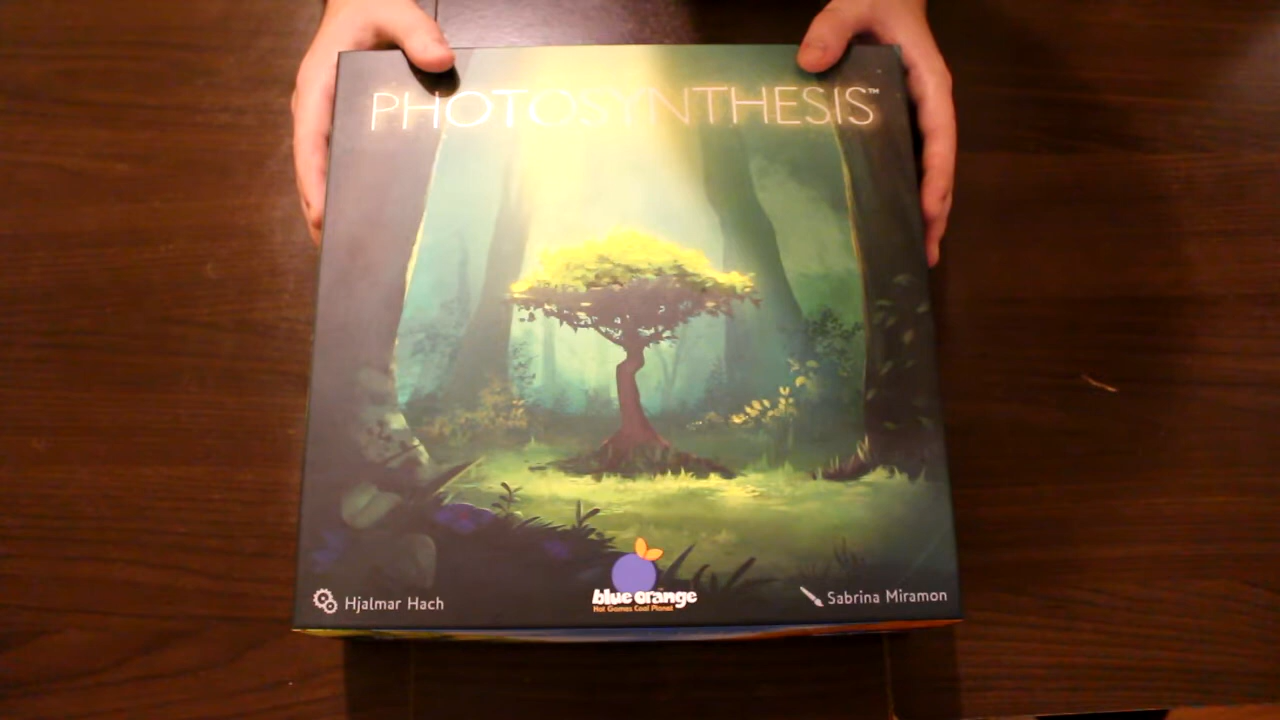 PHOTOSYNTHESIS™
Hjalmar Hach
blue orange
Hot Games Cool Planet
Sabrina Miramon